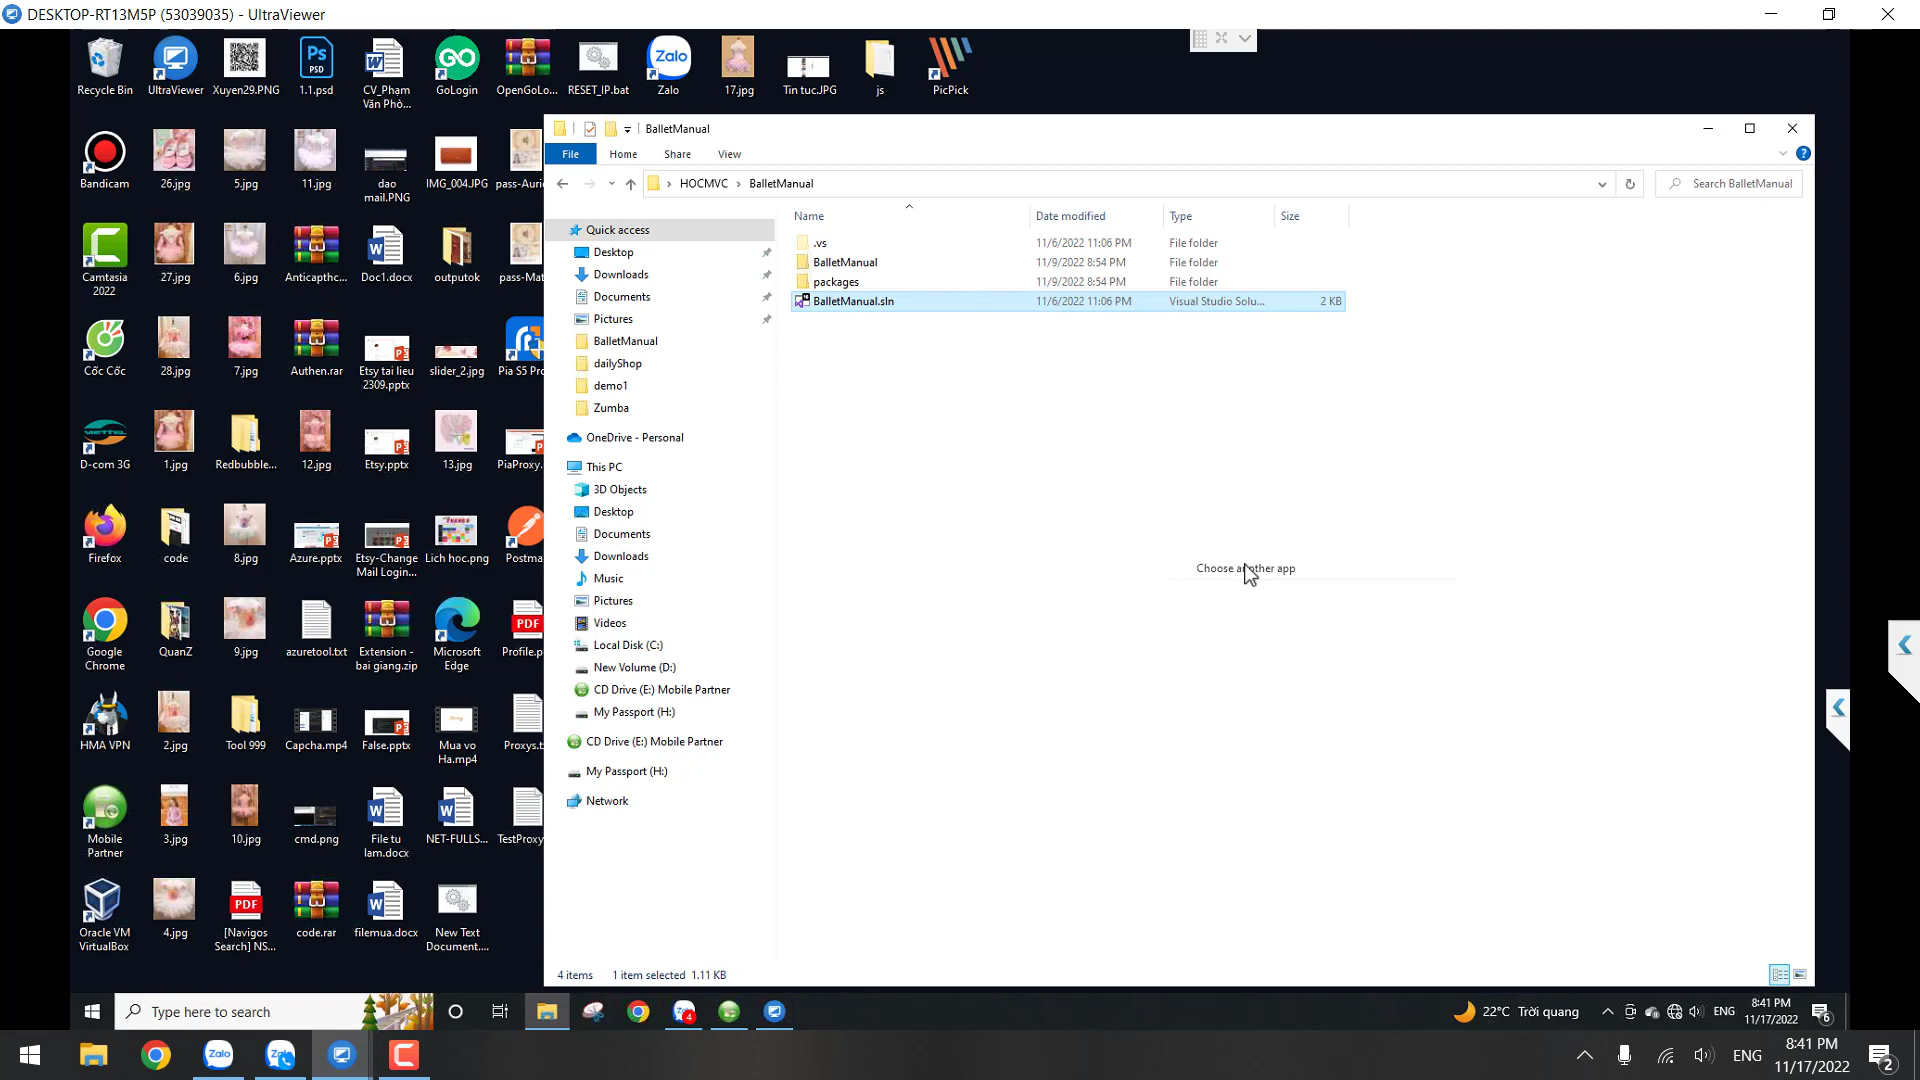 DESKTOP-RT13M5P (53039035) - UltraViewer
Recycle Bin
UltraViewer
Xuyen29.PNG
1.1.psd
CV_Phạm
Văn Phò...
GoLogin
OpenGoLo...
RESET_IP.bat
Zalo
17.jpg
Tin tuc.JPG
js
PicPick
Bandicam
26.jpg
5.jpg
11.jpg
dao
mail.PNG
IMG_004.JPG
pass-Auri
Camtasia
2022
27.jpg
6.jpg
Anticapthc...
Doc1.docx
outputok
pass-Mat
Cốc Cốc
28.jpg
7.jpg
Authen.rar
Etsy tai lieu
2309.pptx
slider_2.jpg
Pia S5 Pro
D-com 3G
1.jpg
Redbubble...
12.jpg
Etsy.pptx
13.jpg
PiaProxy.
Firefox
code
8.jpg
Azure.pptx
Etsy-Change
Mail Login...
Lich hoc.png
Postma
Google
Chrome
QuanZ
9.jpg
azuretool.txt
Extension -
bai giang.zip
Microsoft
Edge
Profile.p
HMA VPN
2.jpg
Tool 999
Capcha.mp4
False.pptx
Mua vo
Ha.mp4
Proxys.t
Mobile
Partner
3.jpg
10.jpg
cmd.png
File tu
lam.docx
NET-FULLS...
TestProxy
Oracle VM
VirtualBox
4.jpg
[Navigos
Search] NS...
code.rar
filemua.docx
New Text
Document....
BalletManual
File
Home
Share
View
HOCMVC
BalletManual
Search BalletManual
Name
Date modified
Type
Size
.vs
11/6/2022 11:06 PM
File folder
BalletManual
11/9/2022 8:54 PM
File folder
packages
11/9/2022 8:54 PM
File folder
BalletManual.sln
11/6/2022 11:06 PM
Visual Studio Solu...
2 KB
Quick access
Desktop
Downloads
Documents
Pictures
BalletManual
dailyShop
demo1
Zumba
OneDrive - Personal
This PC
3D Objects
Desktop
Documents
Downloads
Music
Pictures
Videos
Local Disk (C:)
New Volume (D:)
CD Drive (E:) Mobile Partner
My Passport (H:)
CD Drive (E:) Mobile Partner
My Passport (H:)
Network
Choose another app
4 items
1 item selected 1.11 KB
Type here to search
22°C Trời quang
ENG
8:41 PM
11/17/2022
ENG
8:41 PM
11/17/2022